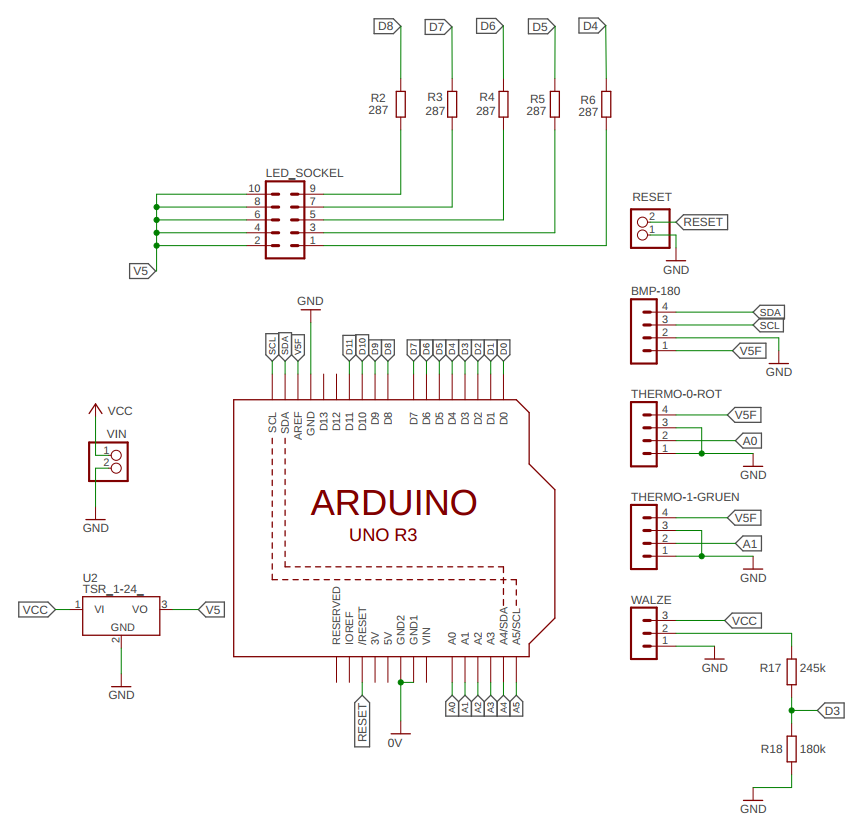 D8 D7 D6 D5 D4
R2 287
R3 287
R4 287
R5 287
R6 287
LED_SOCKEL
10 9
8 7
6 5
4 3
2 1
V5
RESET
2 RESET
1
GND
BMP-180
4 SDA
3 SCL
2
1 V5F
GND
THERMO-0-ROT
4 V5F
3
2 A0
1
GND
THERMO-1-GRUEN
4 V5F
3
2 A1
1
GND
WALZE
3 VCC
2
1
GND
R17 245k
D3
R18 180k
GND
GND
SCL SDA V5F D11 D10 D9 D8 D7 D6 D5 D4 D3 D2 D1 D0
SCL SDA AREF GND D13 D12 D11 D10 D9 D8 D7 D6 D5 D4 D3 D2 D1 D0
ARDUINO
UNO R3
RESERVED IOREF /RESET 3V 5V GND2 GND1 VIN A0 A1 A2 A3 A4/SDA A5/SCL
RESET A0 A1 A2 A3 A4 A5
0V
VCC
VIN
1
2
GND
U2
TSR_1-24
VCC 1 VI VO 3 V5
GND
2
GND